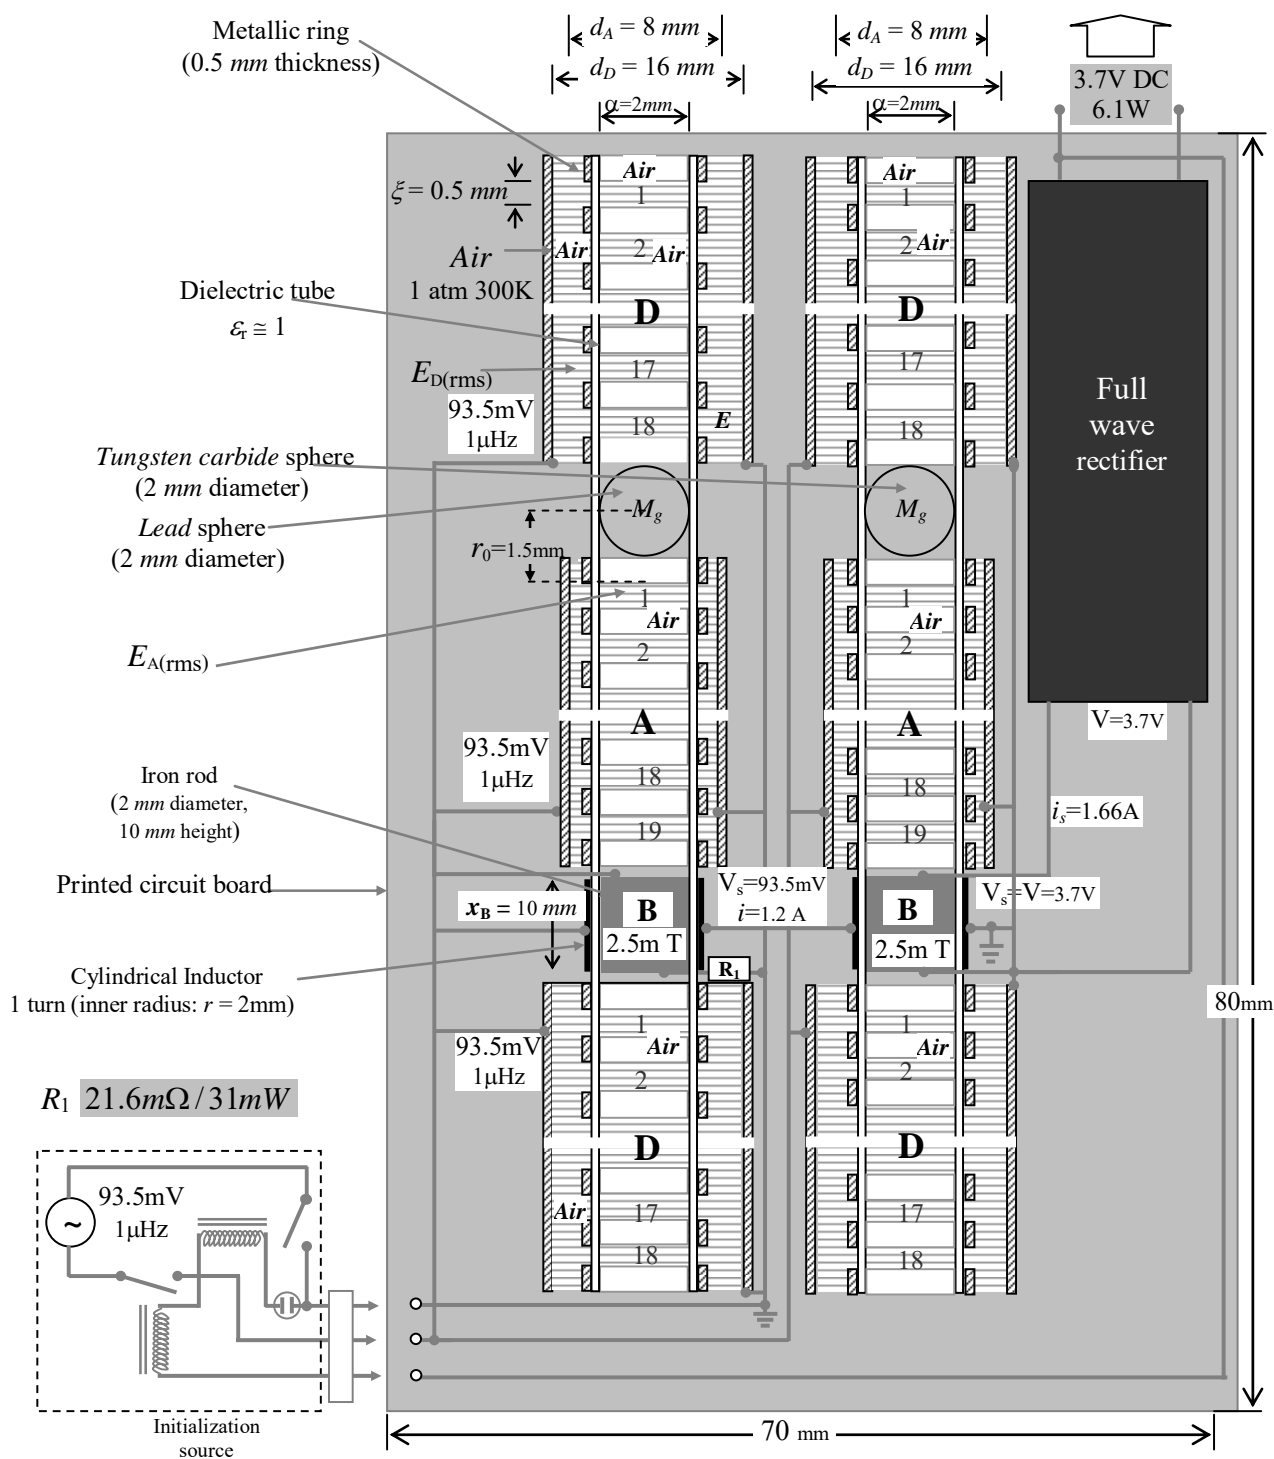 Metallic ring
(0.5 mm thickness)
d_A = 8 mm
d_D = 16 mm
α=2mm
d_A = 8 mm
d_D = 16 mm
α=2mm
3.7V DC
6.1W
ξ = 0.5 mm
Air
1
2
Air
Air
Air
1 atm 300K
D
Dielectric tube
ε_r ≅ 1
E_D(rms)
93.5mV
1μHz
17
18
E
Air
1
2
Air
D
17
18
Full
wave
rectifier
Tungsten carbide sphere
(2 mm diameter)
Lead sphere
(2 mm diameter)
M_g
M_g
r_0=1.5mm
E_A(rms)
1
Air
2
A
18
19
1
Air
2
A
18
19
93.5mV
1μHz
V=3.7V
i_s=1.66A
Iron rod
(2 mm diameter,
10 mm height)
Printed circuit board
x_B = 10 mm
B
2.5m T
V_s=93.5mV
i=1.2 A
B
2.5m T
V_s=V=3.7V
R_1
Cylindrical Inductor
1 turn (inner radius: r = 2mm)
93.5mV
1μHz
1
Air
2
D
Air
17
18
1
Air
2
D
17
18
80mm
R_1 21.6mΩ / 31mW
93.5mV
1μHz
~
Initialization
source
70 mm